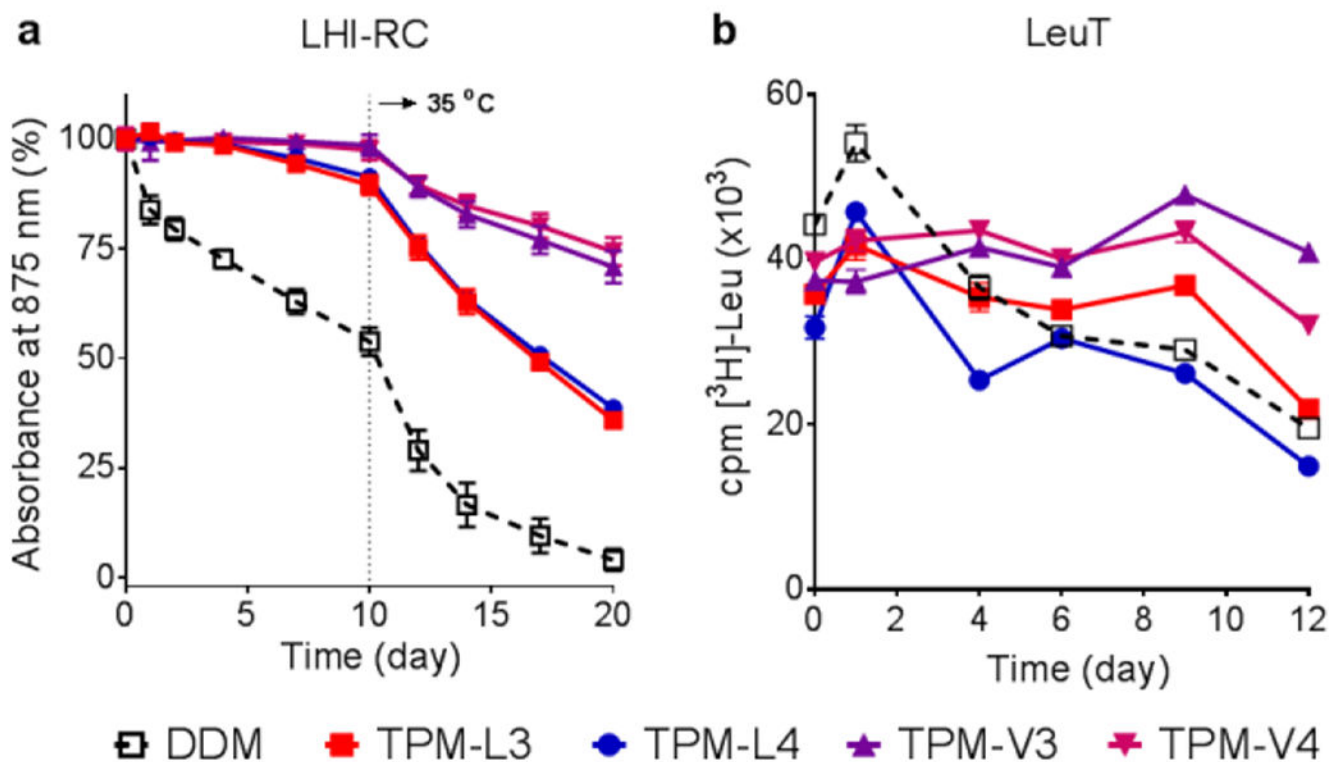 a
LHI-RC
Absorbance at 875 nm (%)
100
75
50
25
0
→ 35 °C
0 5 10 15 20
Time (day)
b
LeuT
cpm [³H]-Leu (x10³)
60
40
20
0
0 2 4 6 8 10 12
Time (day)
DDM TPM-L3 TPM-L4 TPM-V3 TPM-V4